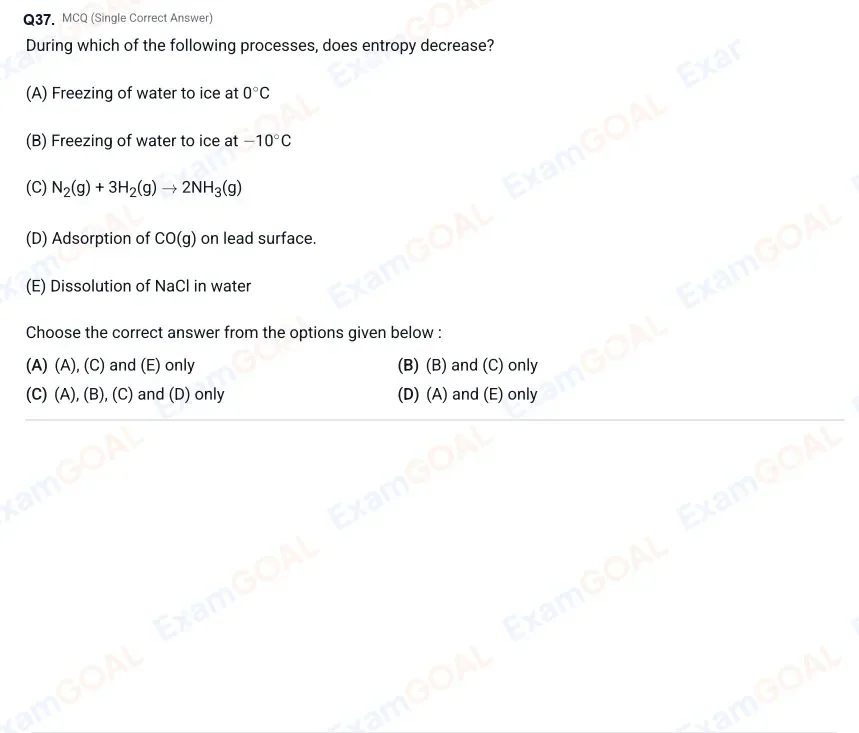 Q37. MCQ (Single Correct Answer)
During which of the following processes, does entropy decrease?
(A) Freezing of water to ice at 0°C
(B) Freezing of water to ice at −10°C
(C) N₂(g) + 3H₂(g) → 2NH₃(g)
(D) Adsorption of CO(g) on lead surface.
(E) Dissolution of NaCl in water
Choose the correct answer from the options given below :
(A) (A), (C) and (E) only
(B) (B) and (C) only
(C) (A), (B), (C) and (D) only
(D) (A) and (E) only
ExamGOAL